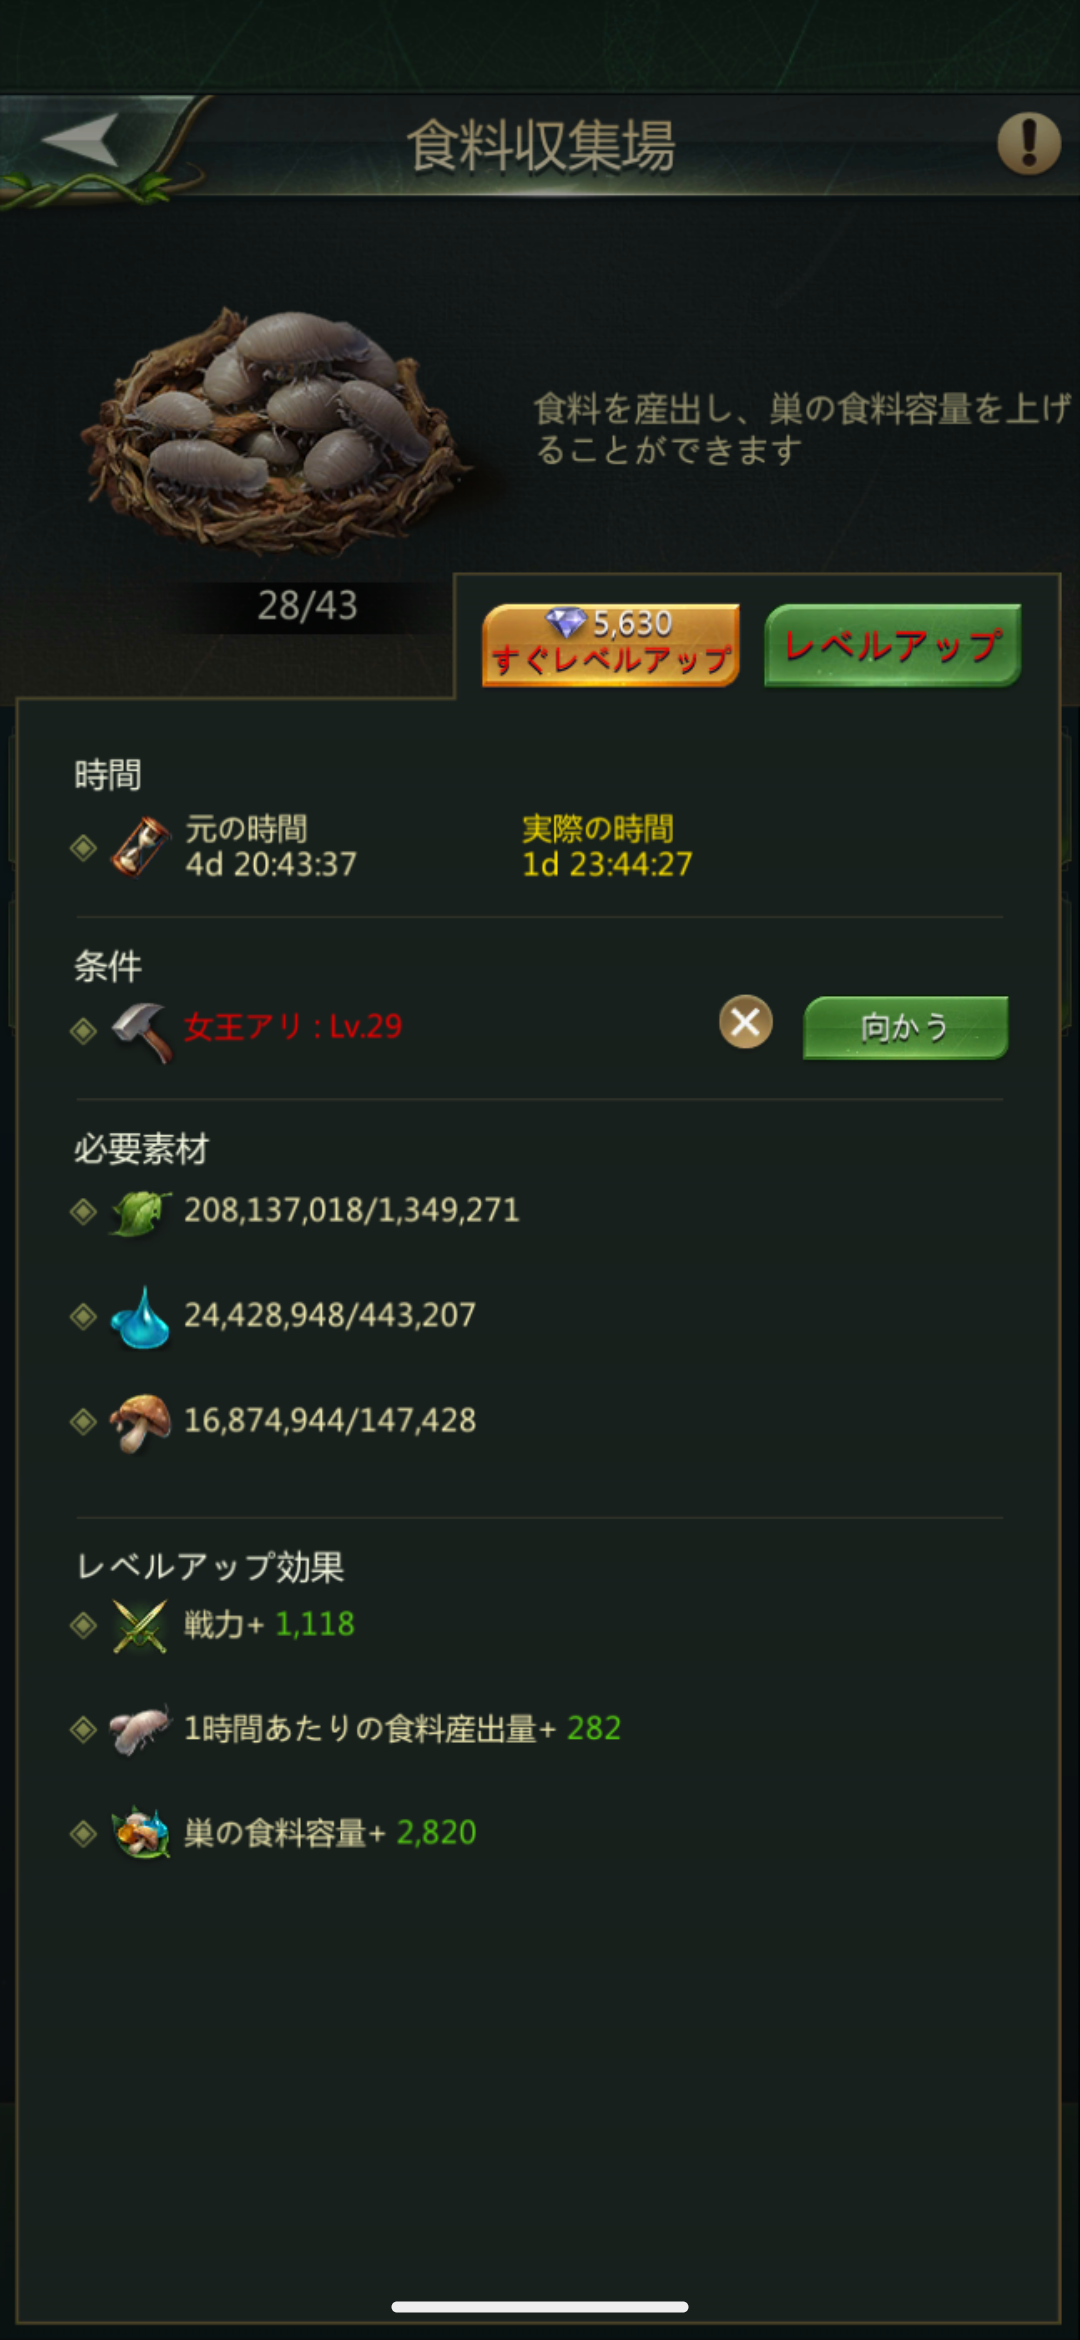 食料収集場
食料を産出し、巣の食料容量を上げ
ることができます
28/43
5,630
すぐレベルアップ
レベルアップ
時間
元の時間
実際の時間
4d 20:43:37
1d 23:44:27
条件
女王アリ : Lv.29
向かう
必要素材
208,137,018/1,349,271
24,428,948/443,207
16,874,944/147,428
レベルアップ効果
戦力+ 1,118
1時間あたりの食料産出量+ 282
巣の食料容量+ 2,820